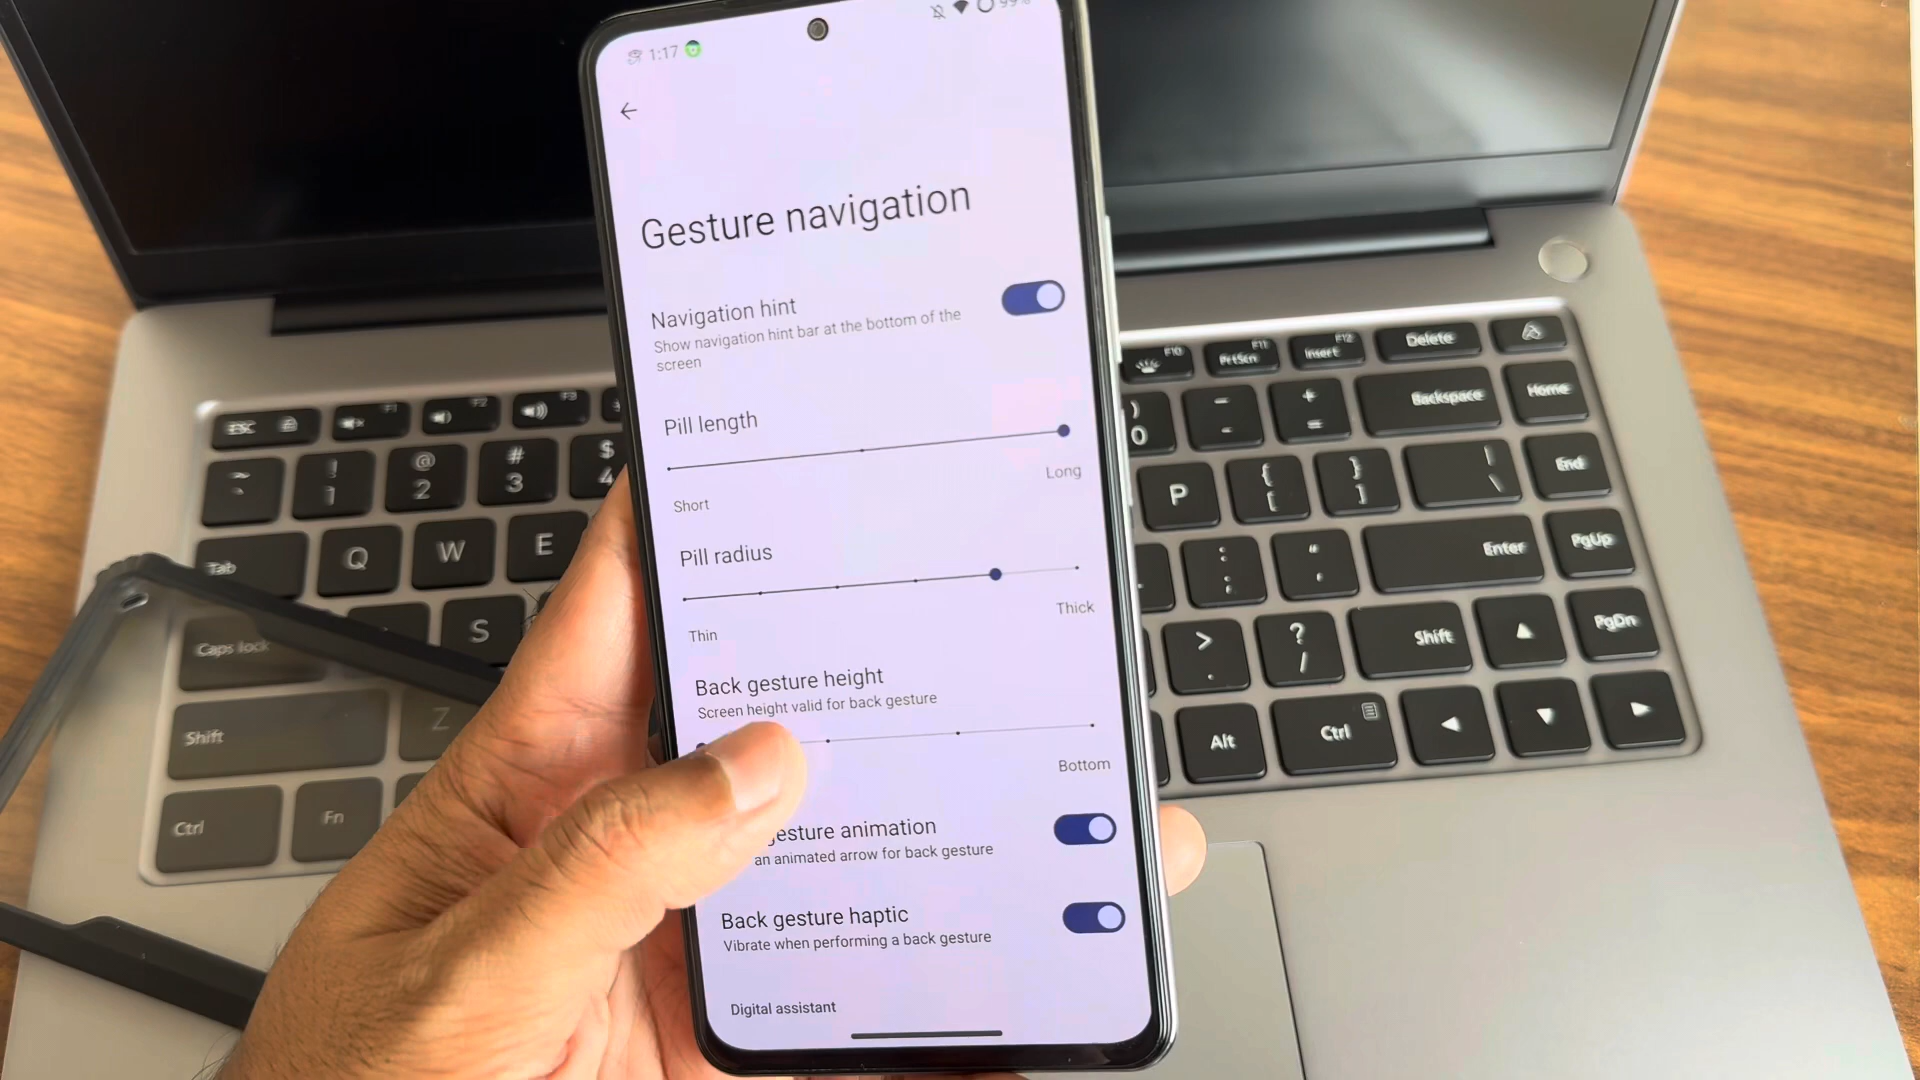 1:17
99%
Gesture navigation
Navigation hint
Show navigation hint bar at the bottom of the
screen
Pill length
Short
Long
Pill radius
Thin
Thick
Back gesture height
Screen height valid for back gesture
Bottom
gesture animation
an animated arrow for back gesture
Back gesture haptic
Vibrate when performing a back gesture
Digital assistant
ESC F1 F2 F3
~ ! 1 @ 2 # 3 $ 4
Tab Q W E
Caps lock S
Shift Z
Ctrl Fn
F10 PrtScn F11 Insert F12 Delete
) 0 - + = Backspace Home
P { [ } ] | \ End
: ; " ' Enter PgUp
> . ? / Shift PgDn
Alt Ctrl